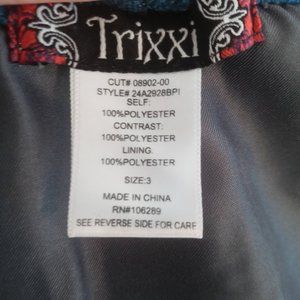 Trixxi
CUT# 08902-00
STYLE# 24A2928BPI
SELF:
100%POLYESTER
CONTRAST:
100%POLYESTER
LINING:
100%POLYESTER
SIZE:3
MADE IN CHINA
RN#106289
SEE REVERSE SIDE FOR CARE